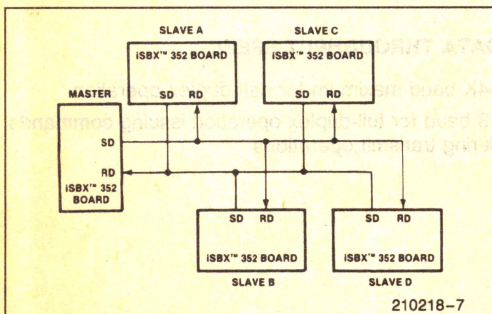 SLAVE A
SLAVE C
iSBX™ 352 BOARD
iSBX™ 352 BOARD
MASTER
SD RD
SD RD
SD
RD
iSBX™ 352
BOARD
SD RD
SD RD
iSBX™ 352 BOARD
iSBX™ 352 BOARD
SLAVE B
SLAVE D
210218-7